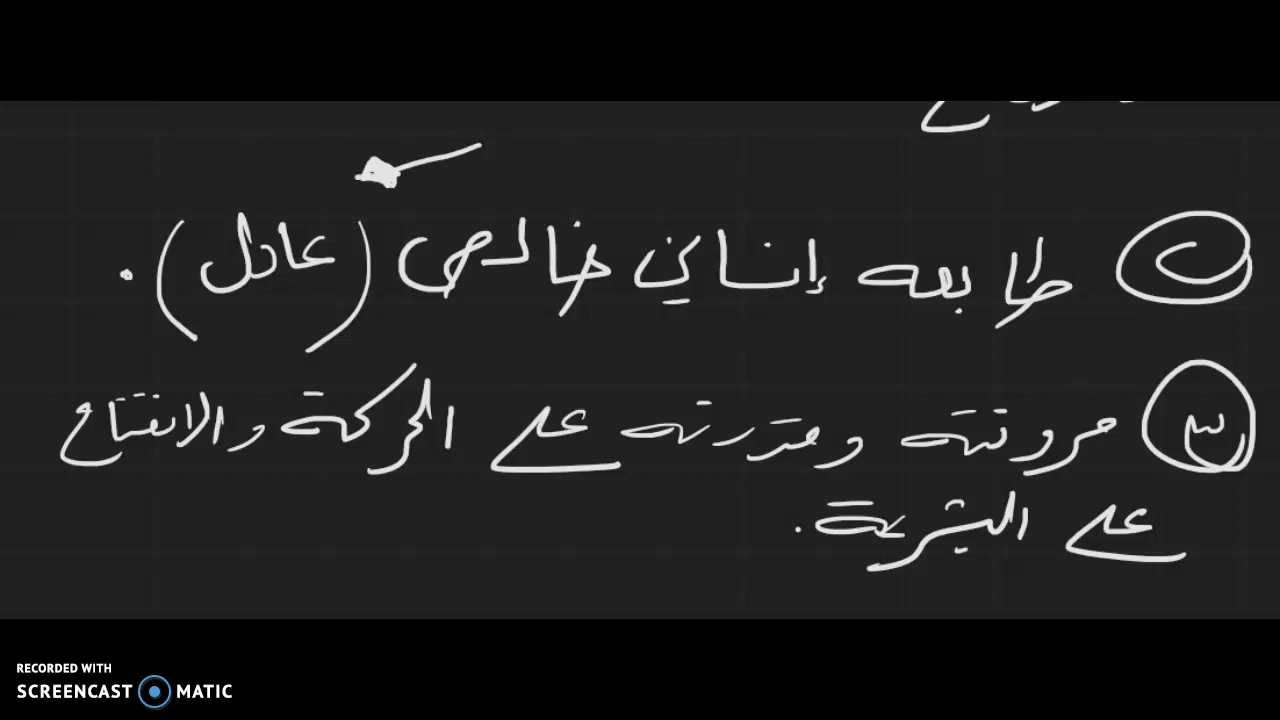 ٢ طابعه إنساني خالص (عادل).
٣ مرونته وقدرته على الحركة والانفتاح
على البشرية.
RECORDED WITH
SCREENCAST MATIC